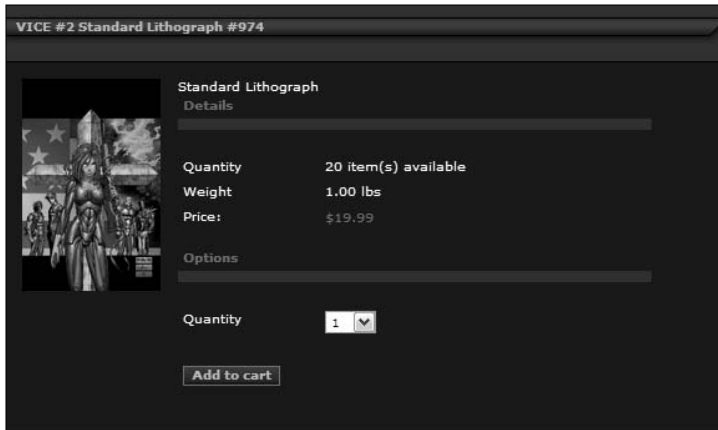 VICE #2 Standard Lithograph #974
Standard Lithograph
Details
Quantity 20 item(s) available
Weight 1.00 lbs
Price: $19.99
Options
Quantity 1
Add to cart